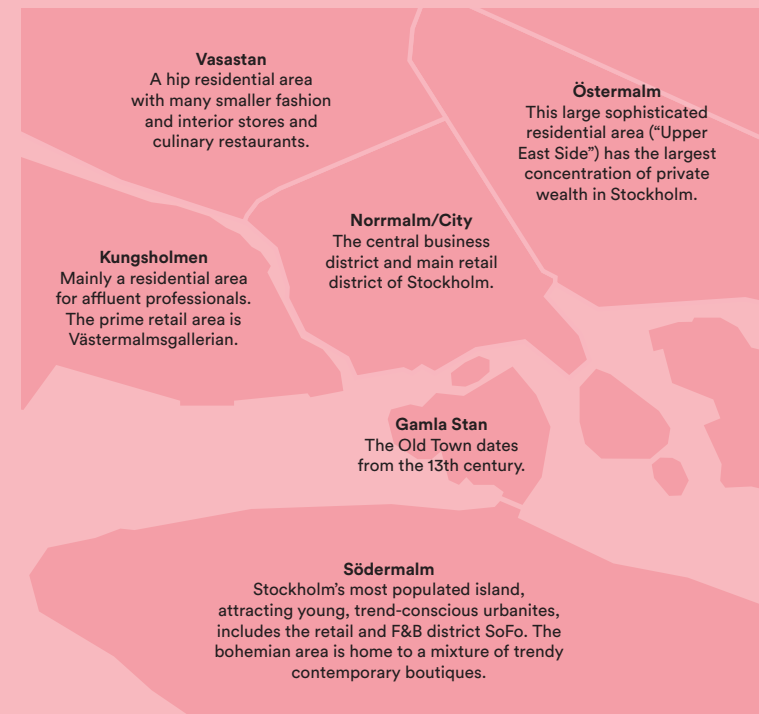 Vasastan
A hip residential area
with many smaller fashion
and interior stores and
culinary restaurants.
Östermalm
This large sophisticated
residential area (“Upper
East Side”) has the largest
concentration of private
wealth in Stockholm.
Norrmalm/City
The central business
district and main retail
district of Stockholm.
Kungsholmen
Mainly a residential area
for affluent professionals.
The prime retail area is
Västermalmsgallerian.
Gamla Stan
The Old Town dates
from the 13th century.
Södermalm
Stockholm’s most populated island,
attracting young, trend-conscious urbanites,
includes the retail and F&B district SoFo. The
bohemian area is home to a mixture of trendy
contemporary boutiques.